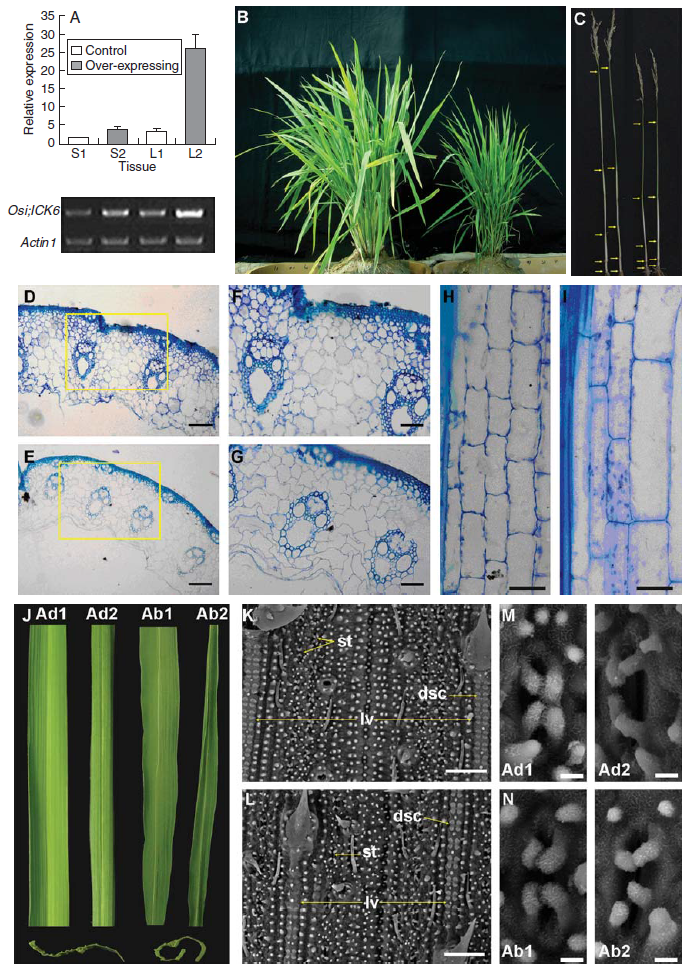 A
35
30
25
20
15
10
5
0
Relative expression
Control
Over-expressing
S1 S2 L1 L2
Tissue
Osi;ICK6
Actin1
B
C
D
F
H
I
E
G
J Ad1 Ad2 Ab1 Ab2
K
st
dsc
lv
M
Ad1 Ad2
L
dsc
st
lv
N
Ab1 Ab2